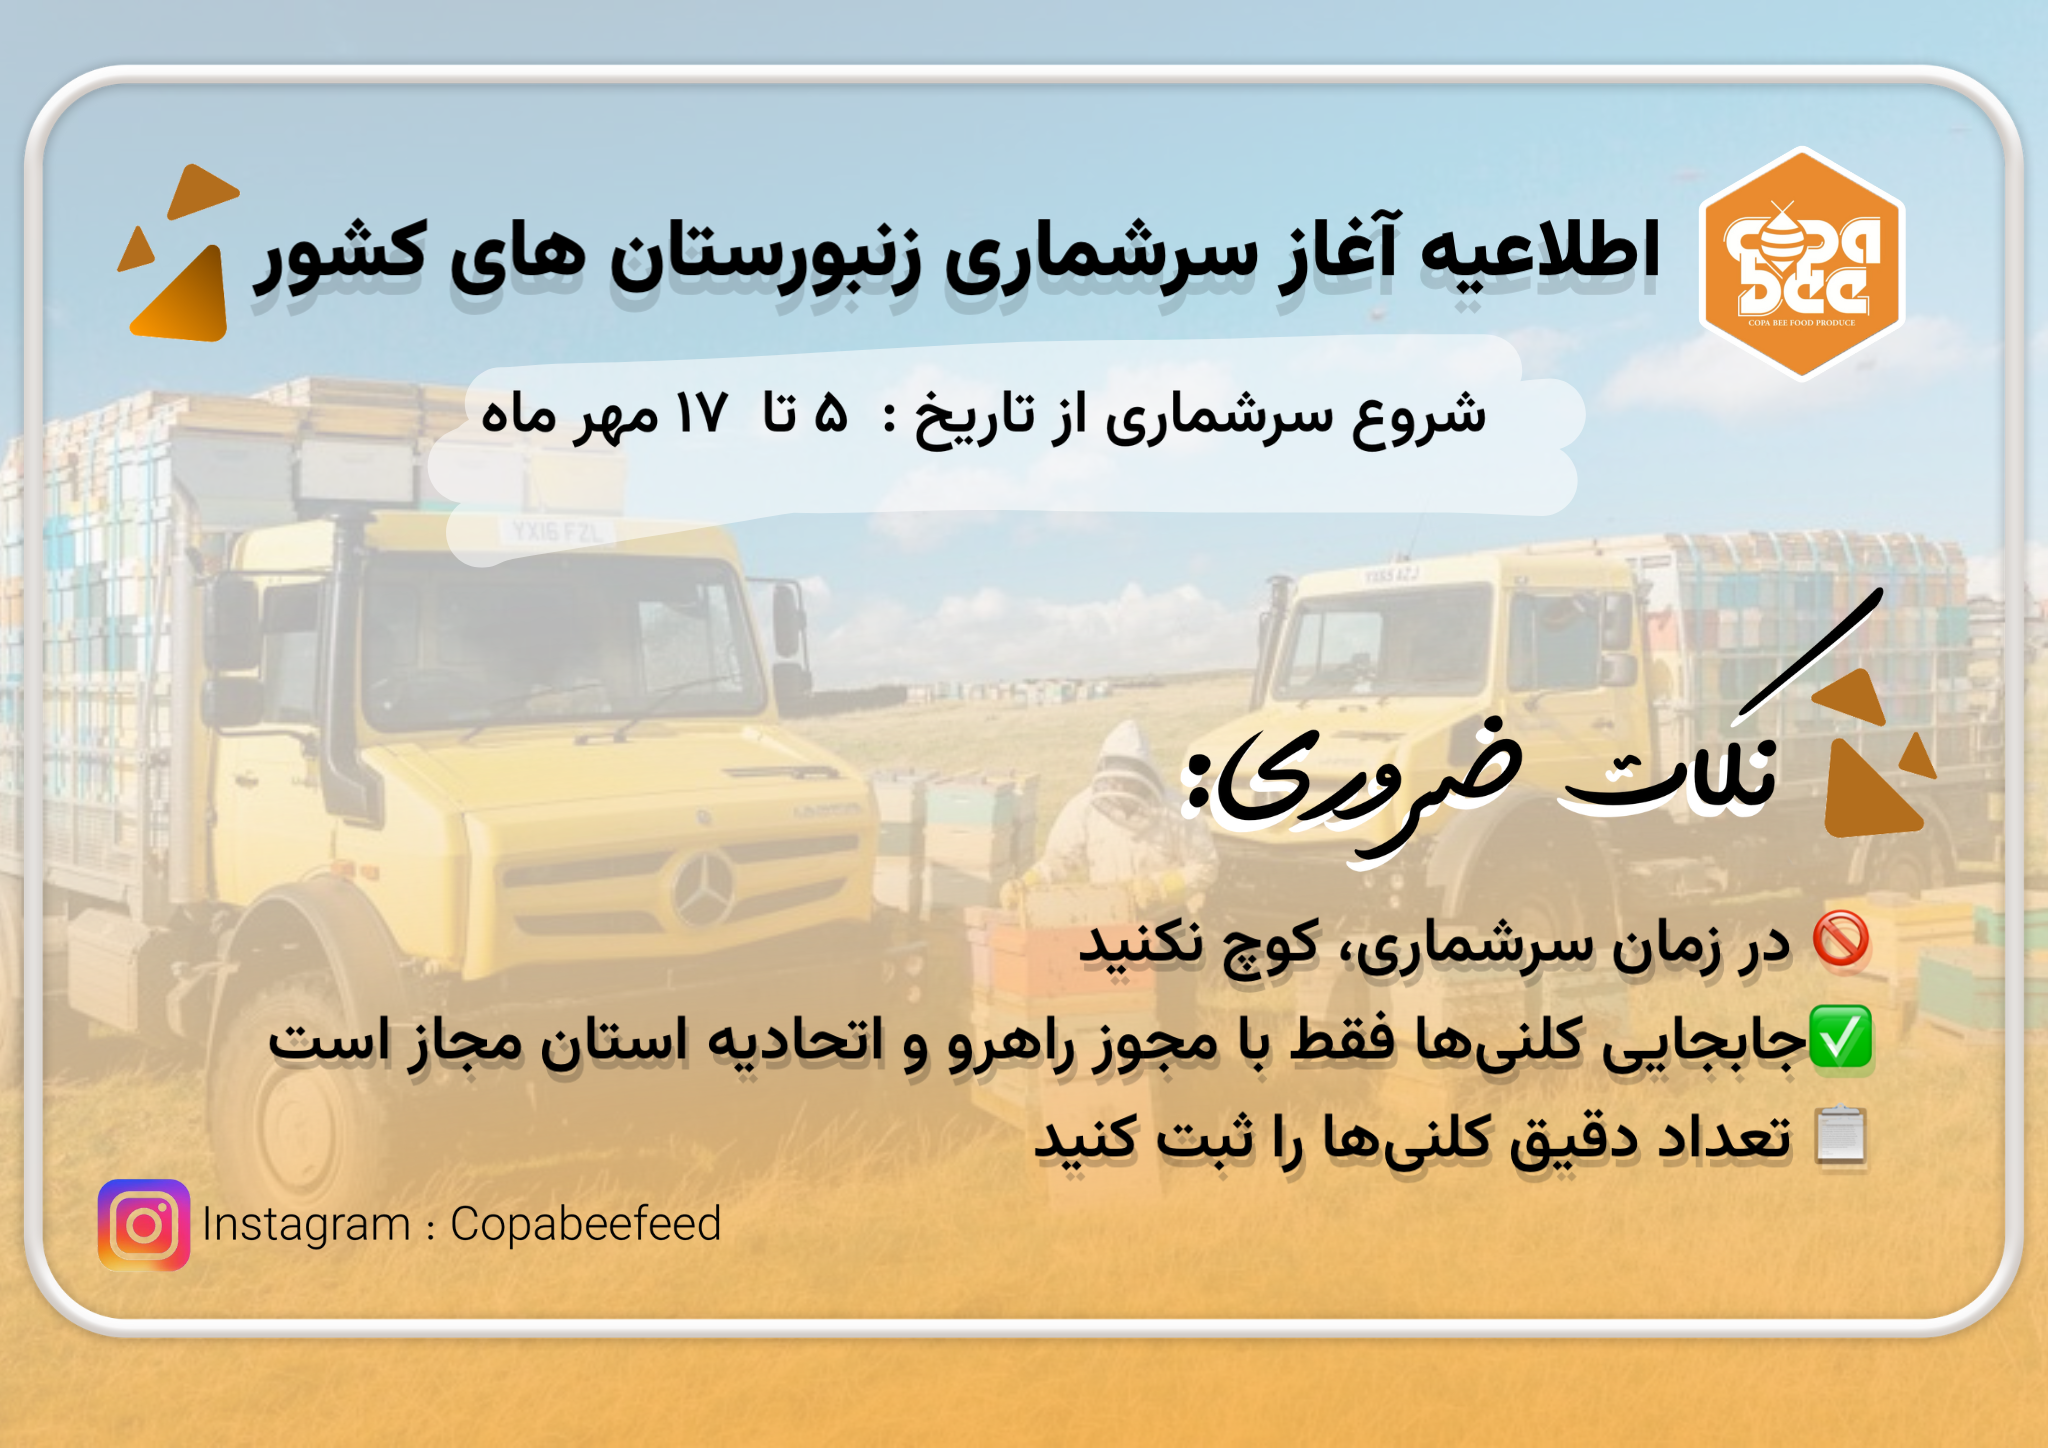 اطلاعیه آغاز سرشماری زنبورستان های کشور
copa
bee
COPA BEE FOOD PRODUCE
شروع سرشماری از تاریخ : ۵ تا ۱۷ مهر ماه
YX16 FZL
نکات ضروری:
🚫 در زمان سرشماری، کوچ نکنید
✅جابجایی کلنی‌ها فقط با مجوز راهرو و اتحادیه استان مجاز است
📋 تعداد دقیق کلنی‌ها را ثبت کنید
Instagram : Copabeefeed